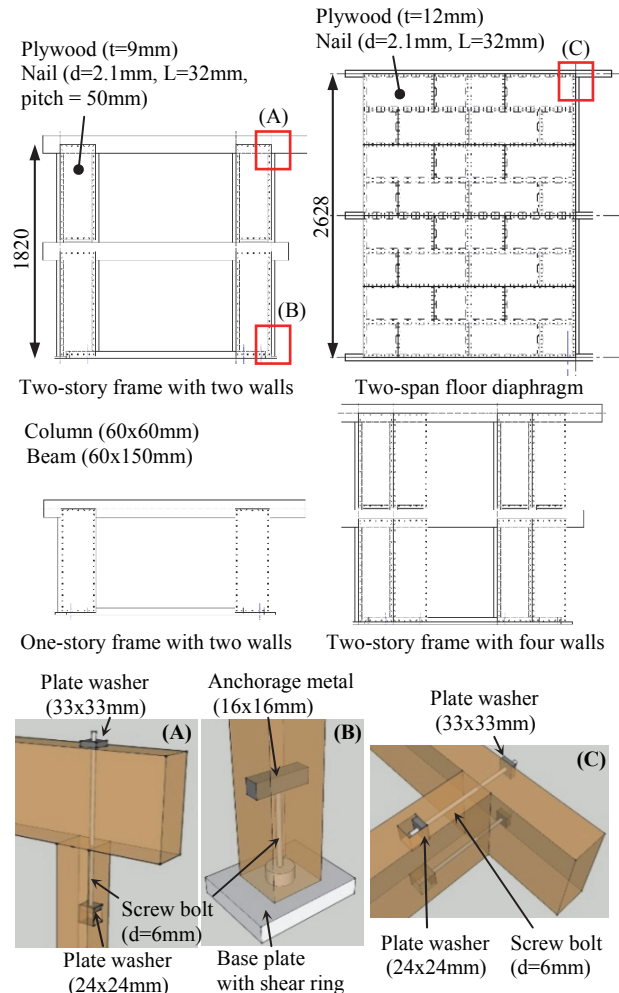 Plywood (t=9mm)
Nail (d=2.1mm, L=32mm,
pitch = 50mm)
(A)
1820
(B)
Two-story frame with two walls
Plywood (t=12mm)
Nail (d=2.1mm, L=32mm)
(C)
2628
Two-span floor diaphragm
Column (60x60mm)
Beam (60x150mm)
One-story frame with two walls
Two-story frame with four walls
Plate washer
(33x33mm)
(A)
Screw bolt
(d=6mm)
Plate washer
(24x24mm)
Anchorage metal
(16x16mm)
(B)
Base plate
with shear ring
Plate washer
(33x33mm)
(C)
Plate washer
(24x24mm)
Screw bolt
(d=6mm)